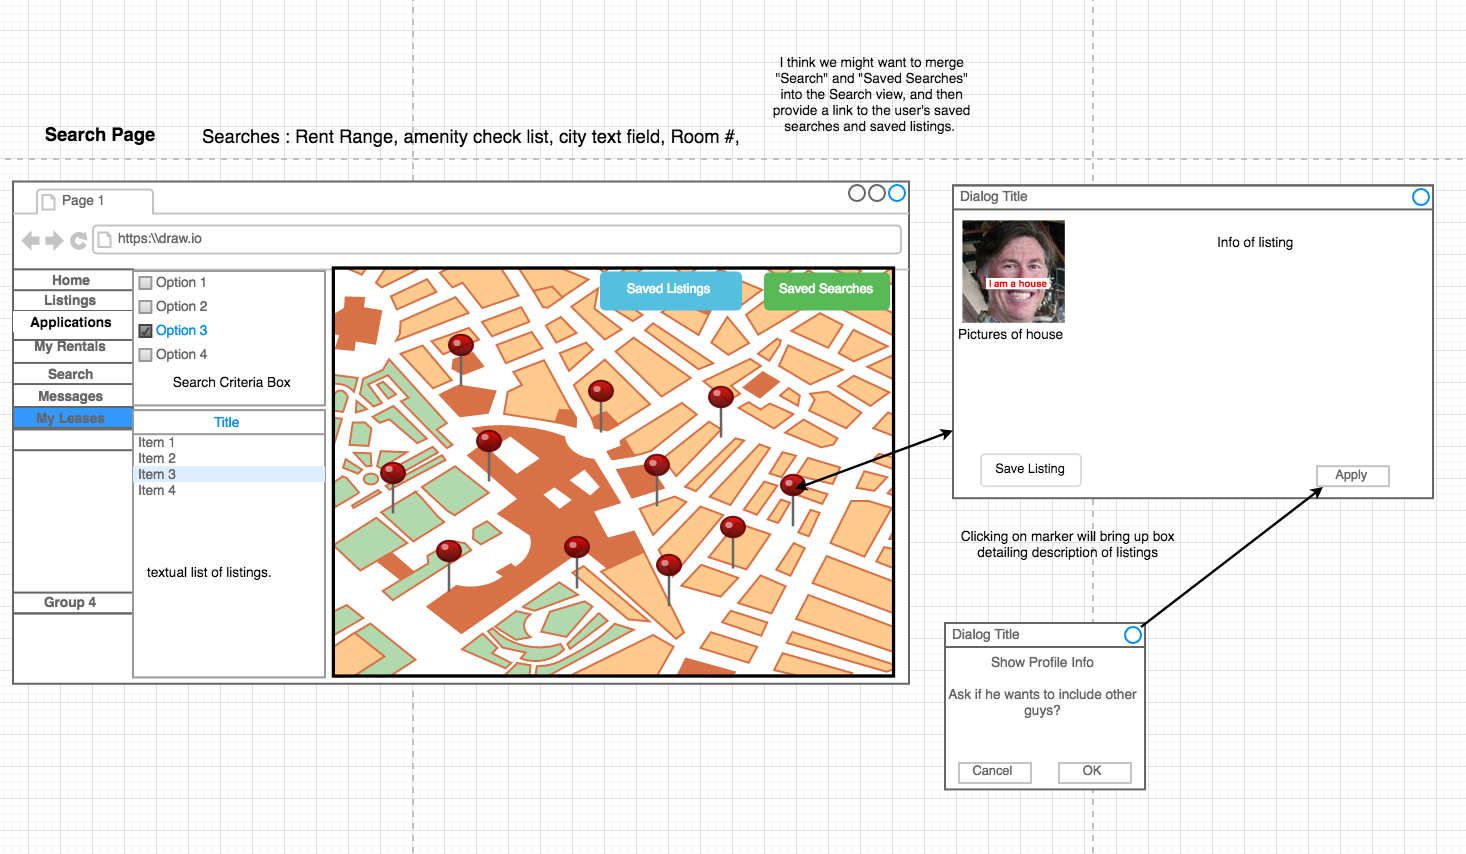 I think we might want to merge
"Search" and "Saved Searches"
into the Search view, and then
provide a link to the user's saved
searches and saved listings.
Search Page
Searches : Rent Range, amenity check list, city text field, Room #,
Page 1
https:\\draw.io
Home
Listings
Applications
My Rentals
Search
Messages
My Leases
Group 4
Option 1
Option 2
Option 3
Option 4
Search Criteria Box
Title
Item 1
Item 2
Item 3
Item 4
textual list of listings.
Saved Listings
Saved Searches
Dialog Title
I am a house
Info of listing
Pictures of house
Save Listing
Apply
Clicking on marker will bring up box
detailing description of listings
Dialog Title
Show Profile Info
Ask if he wants to include other
guys?
Cancel
OK